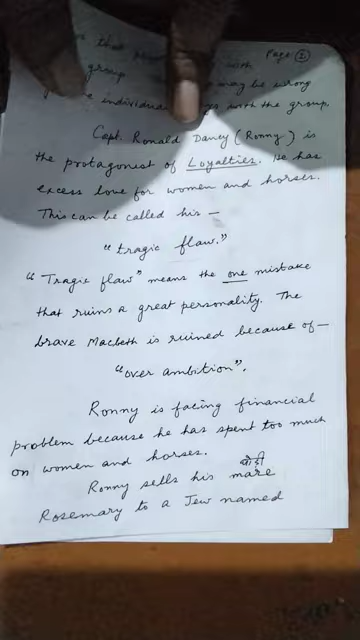 that with
Page ②
group may be wrong
individual with the group.
Capt. Ronald Dancy (Ronny) is
the protagonist of Loyalties. He has
excess love for women and horses.
This can be called his —
"tragic flaw."
"Tragic flaw" means the one mistake
that ruins a great personality. The
brave Macbeth is ruined because of —
"over ambition".
Ronny is facing financial
problem because he has spent too much
on women and horses.
घोड़ी
Ronny sells his mare
Rosemary to a Jew named